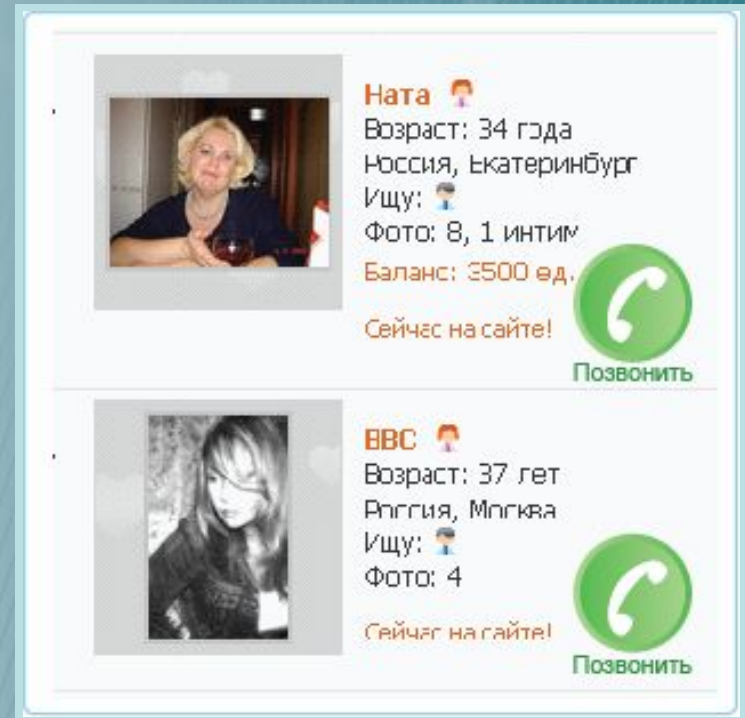 Ната
Возраст: 34 года
Россия, Екатеринбург
Ищу:
Фото: 8, 1 интим
Баланс: 3500 ед.
Сейчас на сайте!
Позвонить
ВВС
Возраст: 37 лет
Россия, Москва
Ищу:
Фото: 4
Сейчас на сайте!
Позвонить